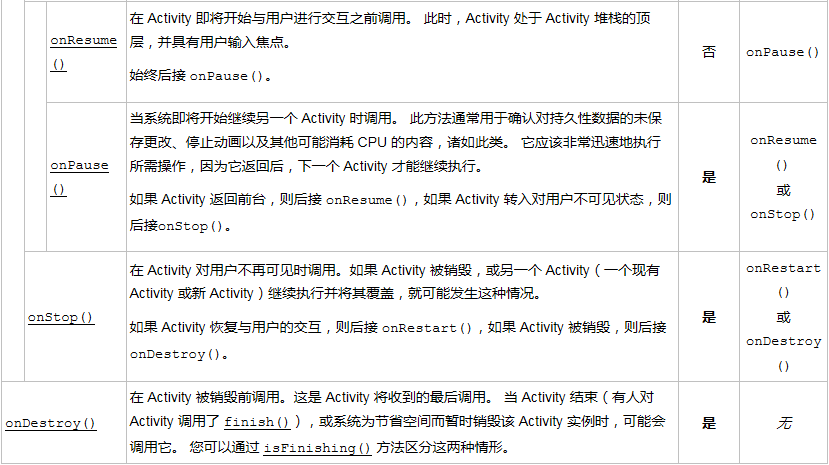 在 Activity 即将开始与用户进行交互之前调用。 此时，Activity 处于 Activity 堆栈的顶
层，并具有用户输入焦点。
始终后接 onPause()。
onResume
()
否
onPause()
当系统即将开始继续另一个 Activity 时调用。 此方法通常用于确认对持久性数据的未保
存更改、停止动画以及其他可能消耗 CPU 的内容，诸如此类。 它应该非常迅速地执行
所需操作，因为它返回后，下一个 Activity 才能继续执行。
如果 Activity 返回前台，则后接 onResume()，如果 Activity 转入对用户不可见状态，则
后接onStop()。
onPause
()
是
onResume
()
或
onStop()
在 Activity 对用户不再可见时调用。如果 Activity 被销毁，或另一个 Activity（一个现有
Activity 或新 Activity）继续执行并将其覆盖，就可能发生这种情况。
如果 Activity 恢复与用户的交互，则后接 onRestart()，如果 Activity 被销毁，则后接
onDestroy()。
onStop()
是
onRestart
()
或
onDestroy
()
在 Activity 被销毁前调用。这是 Activity 将收到的最后调用。 当 Activity 结束（有人对
Activity 调用了 finish()），或系统为节省空间而暂时销毁该 Activity 实例时，可能会
调用它。 您可以通过 isFinishing() 方法区分这两种情形。
onDestroy()
是
无